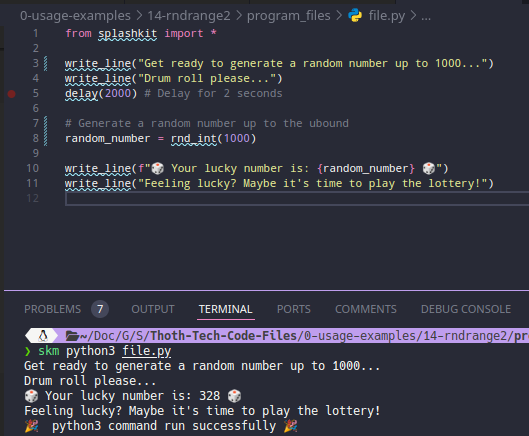 0-usage-examples > 14-rndrange2 > program_files > file.py > ...
1 from splashkit import *
2
3 write_line("Get ready to generate a random number up to 1000...")
4 write_line("Drum roll please...")
5 delay(2000) # Delay for 2 seconds
6
7 # Generate a random number up to the ubound
8 random_number = rnd_int(1000)
9
10 write_line(f"🎲 Your lucky number is: {random_number} 🎲")
11 write_line("Feeling lucky? Maybe it's time to play the lottery!")
12
PROBLEMS 7 OUTPUT TERMINAL PORTS COMMENTS DEBUG CONSOLE
~/Doc/G/S/Thoth-Tech-Code-Files/0-usage-examples/14-rndrange2/pr
❯ skm python3 file.py
Get ready to generate a random number up to 1000...
Drum roll please...
🎲 Your lucky number is: 328 🎲
Feeling lucky? Maybe it's time to play the lottery!
🎉 python3 command run successfully 🎉